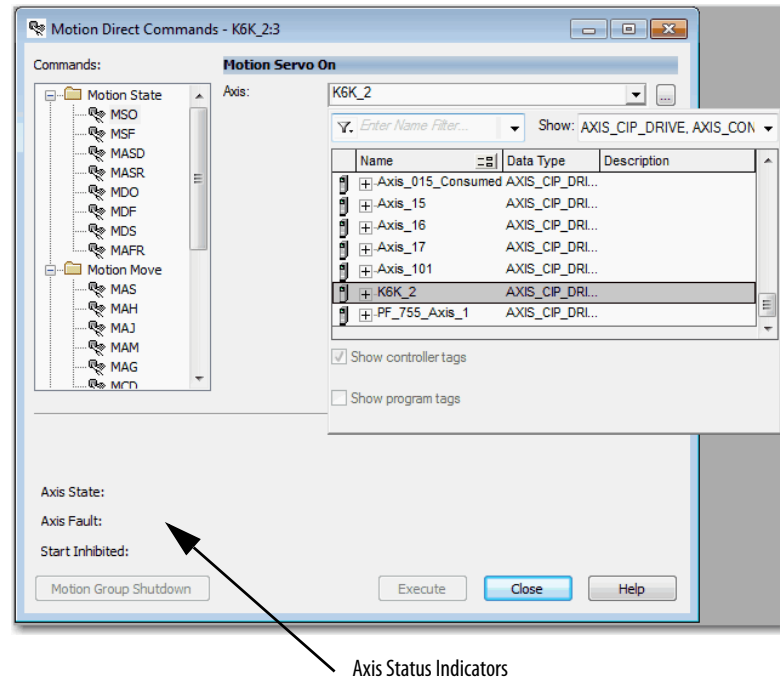 Motion Direct Commands - K6K_2:3
Commands:
Motion Servo On
Motion State
MSO
MSF
MASD
MASR
MDO
MDF
MDS
MAFR
Motion Move
MAS
MAH
MAJ
MAM
MAG
MCD
Axis:
K6K_2
...
Enter Name Filter...
Show: AXIS_CIP_DRIVE, AXIS_CON
Name Data Type Description
Axis_015_Consumed AXIS_CIP_DRI...
Axis_15 AXIS_CIP_DRI...
Axis_16 AXIS_CIP_DRI...
Axis_17 AXIS_CIP_DRI...
Axis_101 AXIS_CIP_DRI...
K6K_2 AXIS_CIP_DRI...
PF_755_Axis_1 AXIS_CIP_DRI...
Show controller tags
Show program tags
Axis State:
Axis Fault:
Start Inhibited:
Motion Group Shutdown Execute Close Help
Axis Status Indicators